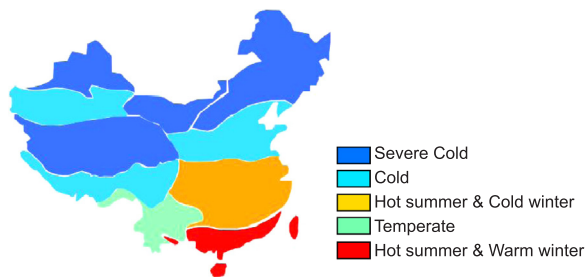 Severe Cold
Cold
Hot summer & Cold winter
Temperate
Hot summer & Warm winter